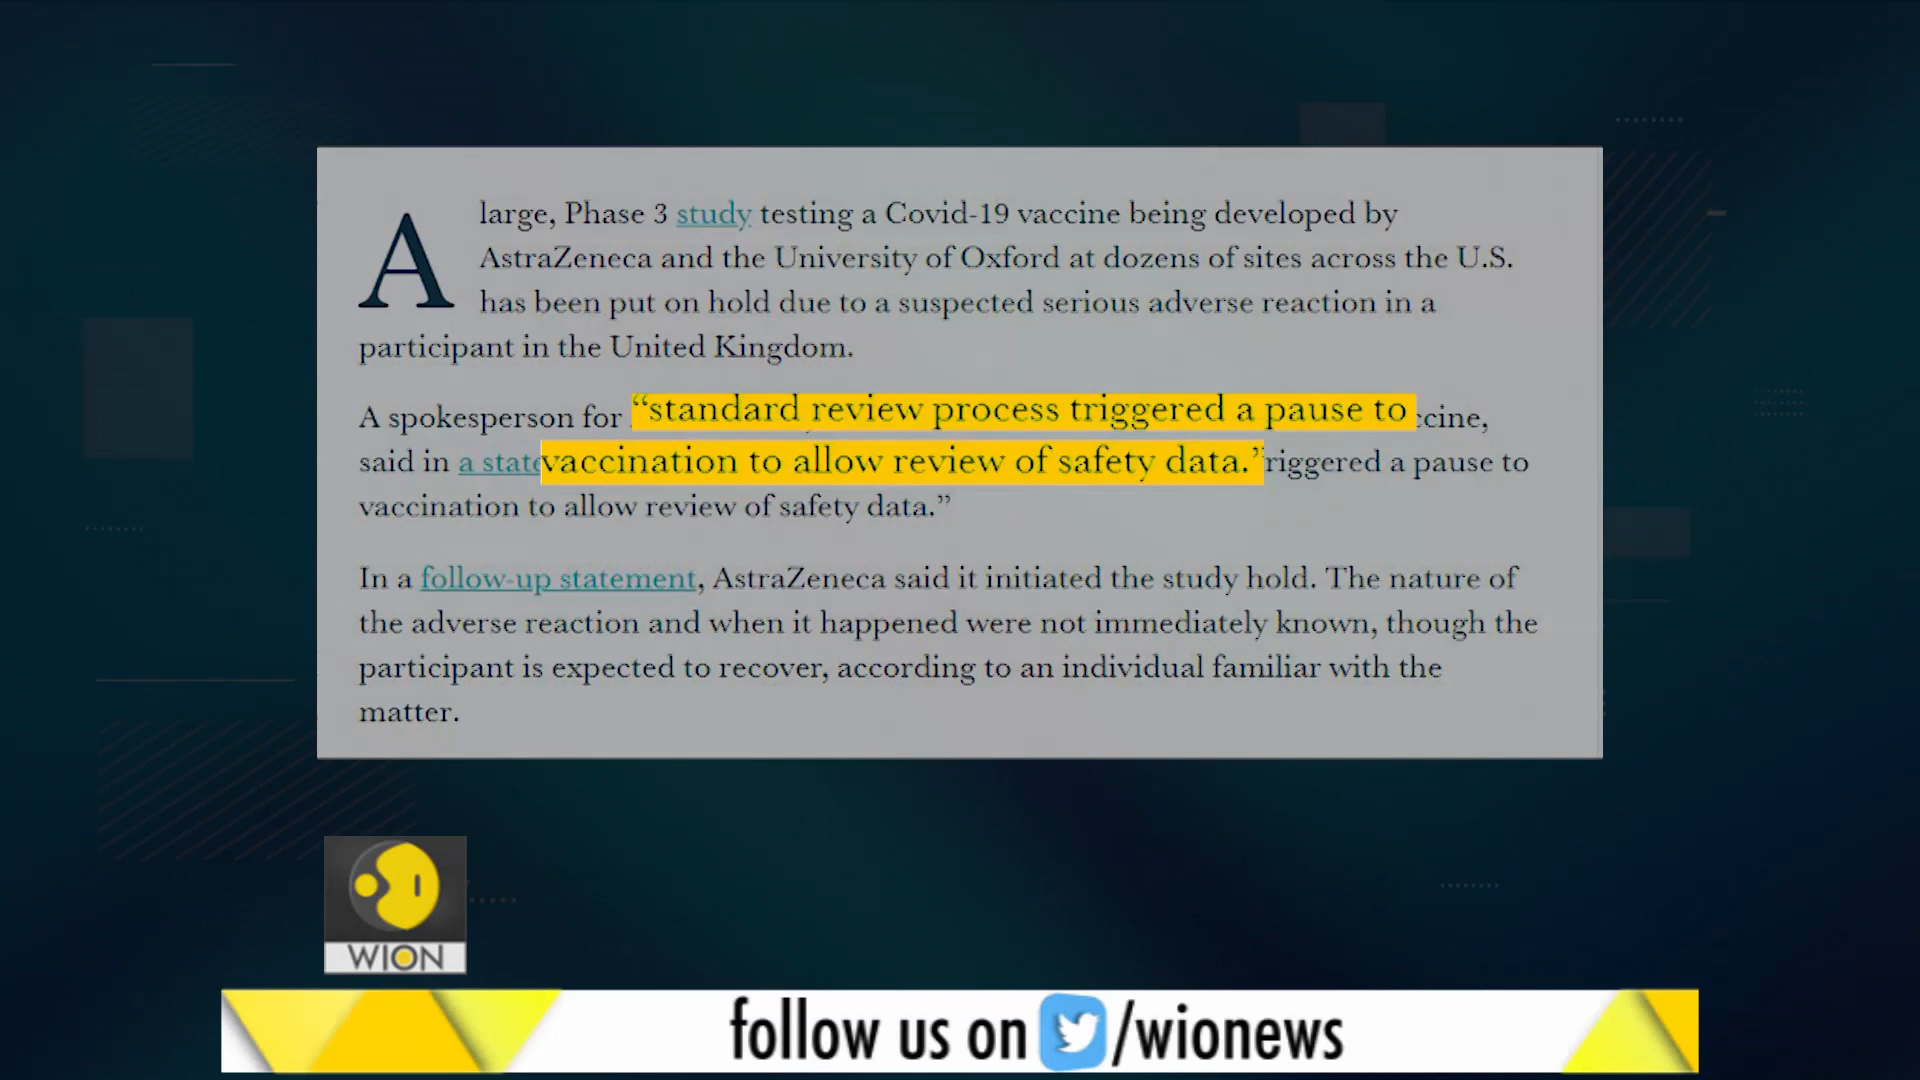 A large, Phase 3 study testing a Covid-19 vaccine being developed by
AstraZeneca and the University of Oxford at dozens of sites across the U.S.
has been put on hold due to a suspected serious adverse reaction in a
participant in the United Kingdom.
A spokesperson for “standard review process triggered a pause to ccine,
said in a state vaccination to allow review of safety data.” riggered a pause to
vaccination to allow review of safety data.”
In a follow-up statement, AstraZeneca said it initiated the study hold. The nature of
the adverse reaction and when it happened were not immediately known, though the
participant is expected to recover, according to an individual familiar with the
matter.
WION
follow us on /wionews